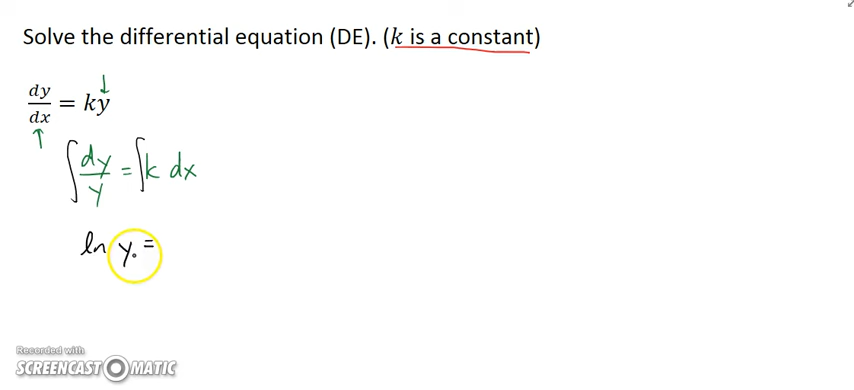 Solve the differential equation (DE). (k is a constant)
dy/dx = ky
∫ dy/y = ∫ k dx
ln y =
Recorded with
SCREENCAST-O-MATIC